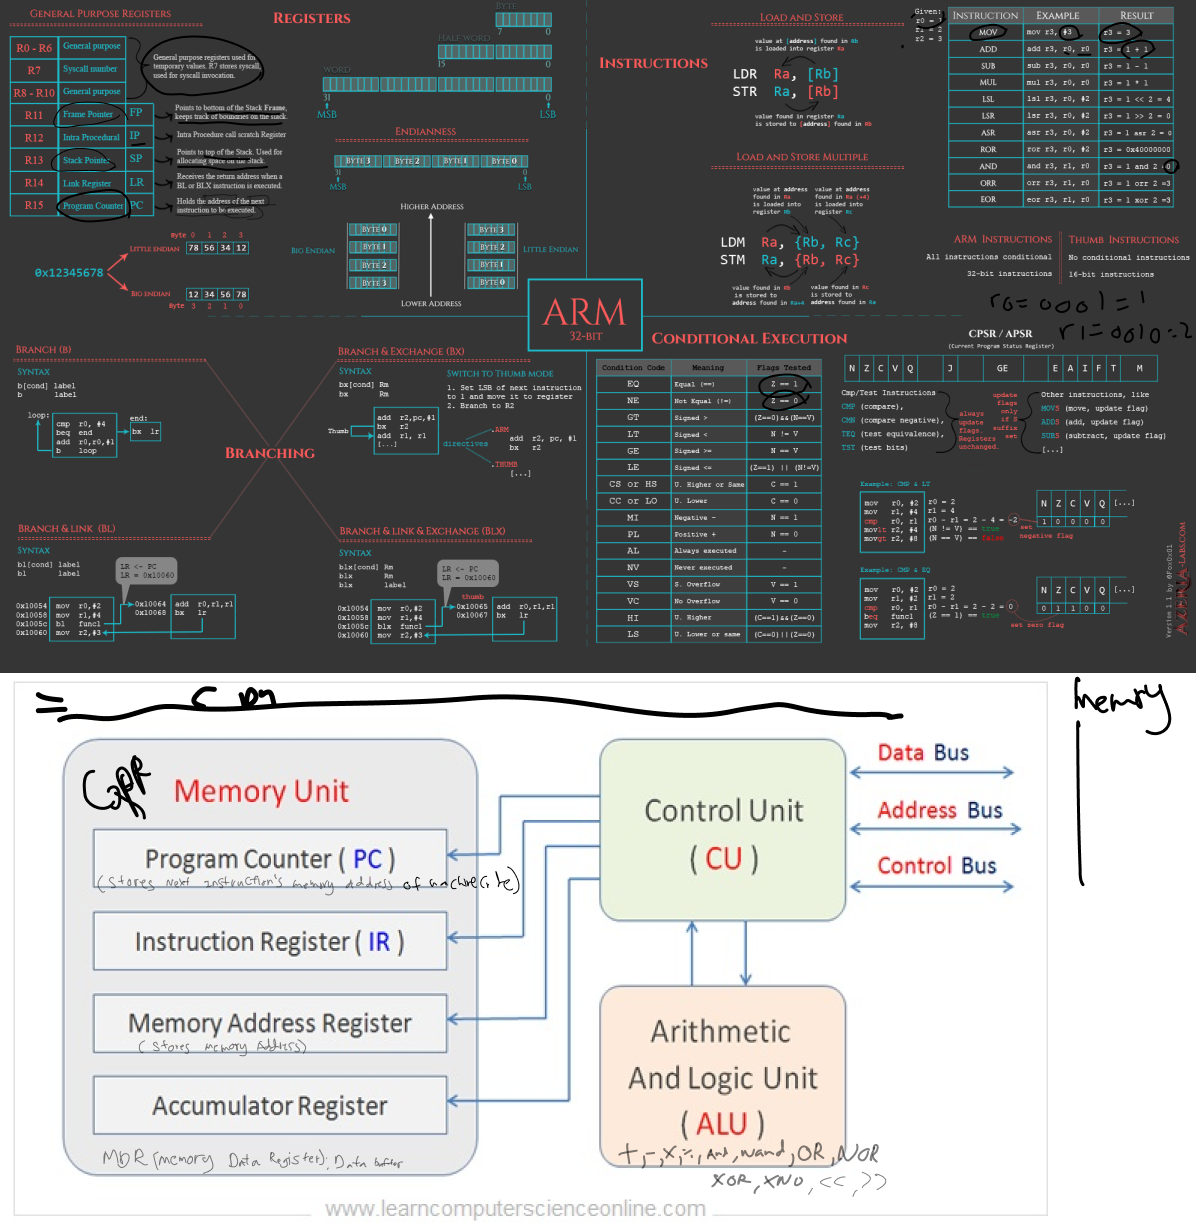 REGISTERS
GENERAL PURPOSE REGISTERS
R0 - R6 General purpose
R7 Syscall number
R8 - R10 General purpose
R11 Frame Pointer FP
R12 Intra Procedural IP
R13 Stack Pointer SP
R14 Link Register LR
R15 Program Counter PC
General purpose registers used for
temporary values. R7 stores syscall
used for syscall invocation.
Points to bottom of the Stack Frame,
keeps track of boundaries on the stack.
Intra Procedure call scratch Register
Points to top of the Stack. Used for
allocating space on the Stack.
Receives the return address when a
BL or BLX instruction is executed.
Holds the address of the next
instruction to be executed.
BYTE
7 0
HALF-WORD
15 0
WORD
31 0
MSB LSB
ENDIANNESS
BYTE 3 BYTE 2 BYTE 1 BYTE 0
31 0
MSB LSB
HIGHER ADDRESS
BIG ENDIAN
BYTE 0
BYTE 1
BYTE 2
BYTE 3
BYTE 3
BYTE 2
BYTE 1
BYTE 0
LITTLE ENDIAN
LOWER ADDRESS
Byte 0 1 2 3
LITTLE ENDIAN 78 56 34 12
0x12345678
BIG ENDIAN 12 34 56 78
Byte 3 2 1 0
INSTRUCTIONS
LOAD AND STORE
value at [address] found in Rb
is loaded into register Ra
LDR Ra, [Rb]
STR Ra, [Rb]
value found in register Ra
is stored to [address] found in Rb
LOAD AND STORE MULTIPLE
value at address
found in Ra
is loaded into
register Rb
value at address
found in Ra (+4)
is loaded into
register Rc
LDM Ra, {Rb, Rc}
STM Ra, {Rb, Rc}
value found in Rb
is stored to
address found in Ra+4
value found in Rc
is stored to
address found in Ra
Given:
r0 = 1
r1 = 2
r2 = 3
INSTRUCTION EXAMPLE RESULT
MOV mov r3, #3 r3 = 3
ADD add r3, r0, r0 r3 = 1 + 1
SUB sub r3, r0, r0 r3 = 1 - 1
MUL mul r3, r0, r0 r3 = 1 * 1
LSL lsl r3, r0, #2 r3 = 1 << 2 = 4
LSR lsr r3, r0, #2 r3 = 1 >> 2 = 0
ASR asr r3, r0, #2 r3 = 1 asr 2 = 0
ROR ror r3, r0, #2 r3 = 0x40000000
AND and r3, r1, r0 r3 = 1 and 2 =0
ORR orr r3, r1, r0 r3 = 1 orr 2 =3
EOR eor r3, r1, r0 r3 = 1 xor 2 =3
ARM INSTRUCTIONS THUMB INSTRUCTIONS
All instructions conditional No conditional instructions
32-bit instructions 16-bit instructions
r0=0001=1
r1=0010=2
ARM
32-BIT
BRANCHING
BRANCH (B)
SYNTAX
b[cond] label
b label
loop:
cmp r0, #4
beq end
add r0,r0,#1
b loop
end:
bx lr
BRANCH & EXCHANGE (BX)
SYNTAX
bx[cond] Rm
bx Rm
Thumb
add r2,pc,#1
bx r2
add r1, r1
[...]
SWITCH TO THUMB MODE
1. Set LSB of next instruction
to 1 and move it to register
2. Branch to R2
directives
.ARM
add r2, pc, #1
bx r2
.THUMB
[...]
BRANCH & LINK (BL)
SYNTAX
bl[cond] label
bl label
LR <- PC
LR = 0x10060
0x10054 mov r0,#2
0x10058 mov r1,#4
0x1005c bl func1
0x10060 mov r2,#3
0x10064 add r0,r1,r1
0x10068 bx lr
BRANCH & LINK & EXCHANGE (BLX)
SYNTAX
blx[cond] Rm
blx Rm
blx label
LR <- PC
LR = 0x10060
thumb
0x10054 mov r0,#2
0x10058 mov r1,#4
0x1005c blx func1
0x10060 mov r2,#3
0x10065 add r0,r1,r1
0x10067 bx lr
CONDITIONAL EXECUTION
Condition Code Meaning Flags Tested
EQ Equal (==) Z == 1
NE Not Equal (!=) Z == 0
GT Signed > (Z==0)&&(N==V)
LT Signed < N != V
GE Signed >= N == V
LE Signed <= (Z==1) || (N!=V)
CS or HS U. Higher or Same C == 1
CC or LO U. Lower C == 0
MI Negative - N == 1
PL Positive + N == 0
AL Always executed -
NV Never executed -
VS S. Overflow V == 1
VC No Overflow V == 0
HI U. Higher (C==1)&&(Z==0)
LS U. Lower or same (C==0)||(Z==0)
CPSR / APSR
(Current Program Status Register)
N Z C V Q J GE E A I F T M
Cmp/Test Instructions
CMP (compare),
CMN (compare negative),
TEQ (test equivalence),
TST (test bits)
always
update
flags.
Registers
unchanged.
update
flags
only
if S
suffix
set
Other instructions, like
MOVS (move, update flag)
ADDS (add, update flag)
SUBS (subtract, update flag)
[...]
Example: CMP & LT
mov r0, #2 r0 = 2
mov r1, #4 r1 = 4
cmp r0, r1 r0 - r1 = 2 - 4 = -2
movlt r2, #4 (N != V) == true
movgt r2, #8 (N == V) == false
set
negative flag
N Z C V Q [...]
1 0 0 0 0
Example: CMP & EQ
mov r0, #2 r0 = 2
mov r1, #2 r1 = 2
cmp r0, r1 r0 - r1 = 2 - 2 = 0
beq func1 (Z == 1) == true
mov r2, #8
set zero flag
N Z C V Q [...]
0 1 1 0 0
Version 1.1 by @Fox0x01
memory
Memory Unit
Program Counter ( PC )
(Stores next instruction's memory address of
Instruction Register ( IR )
Memory Address Register
(Stores memory Address)
Accumulator Register
MDR (memory Data Register): Data buffer
Control Unit
( CU )
Data Bus
Address Bus
Control Bus
Arithmetic
And Logic Unit
( ALU )
+,-,x,%, And, Nand, OR, NOR
XOR, XNO, <<, >>
www.learncomputerscienceonline.com